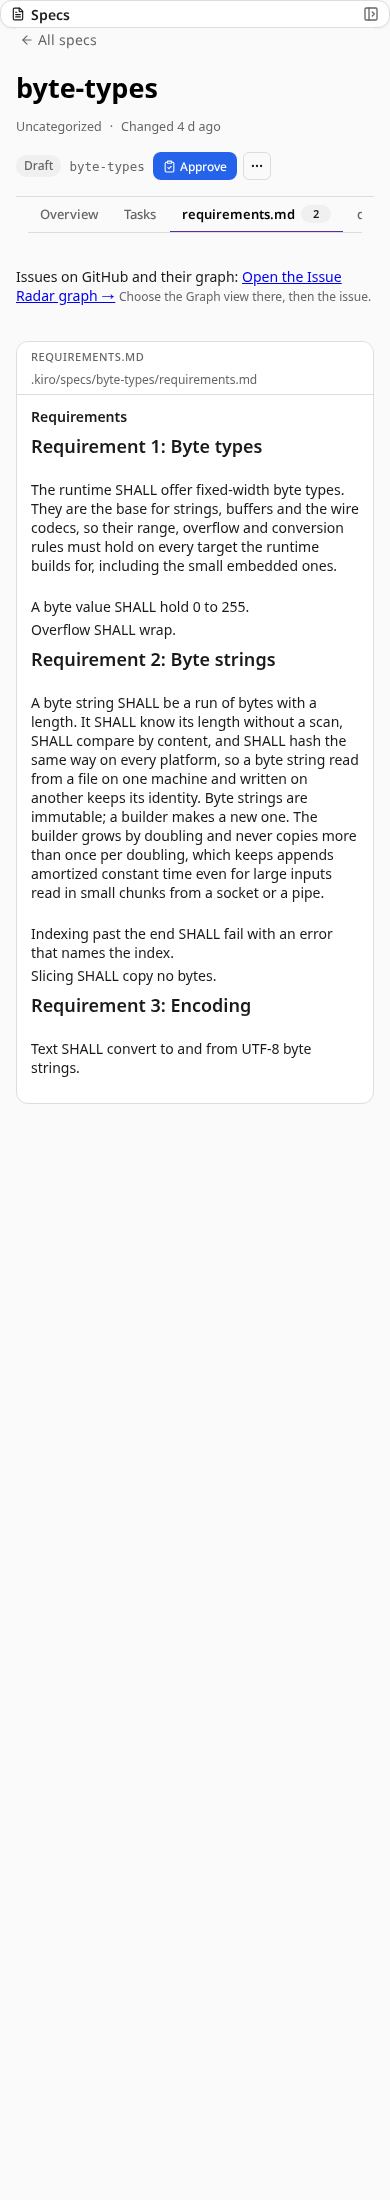 Specs
← All specs
byte-types
Uncategorized · Changed 4 d ago
Draft byte-types Approve ···
Overview Tasks requirements.md 2
Issues on GitHub and their graph: Open the Issue
Radar graph → Choose the Graph view there, then the issue.
REQUIREMENTS.MD
.kiro/specs/byte-types/requirements.md
Requirements
Requirement 1: Byte types
The runtime SHALL offer fixed-width byte types.
They are the base for strings, buffers and the wire
codecs, so their range, overflow and conversion
rules must hold on every target the runtime
builds for, including the small embedded ones.
A byte value SHALL hold 0 to 255.
Overflow SHALL wrap.
Requirement 2: Byte strings
A byte string SHALL be a run of bytes with a
length. It SHALL know its length without a scan,
SHALL compare by content, and SHALL hash the
same way on every platform, so a byte string read
from a file on one machine and written on
another keeps its identity. Byte strings are
immutable; a builder makes a new one. The
builder grows by doubling and never copies more
than once per doubling, which keeps appends
amortized constant time even for large inputs
read in small chunks from a socket or a pipe.
Indexing past the end SHALL fail with an error
that names the index.
Slicing SHALL copy no bytes.
Requirement 3: Encoding
Text SHALL convert to and from UTF-8 byte
strings.